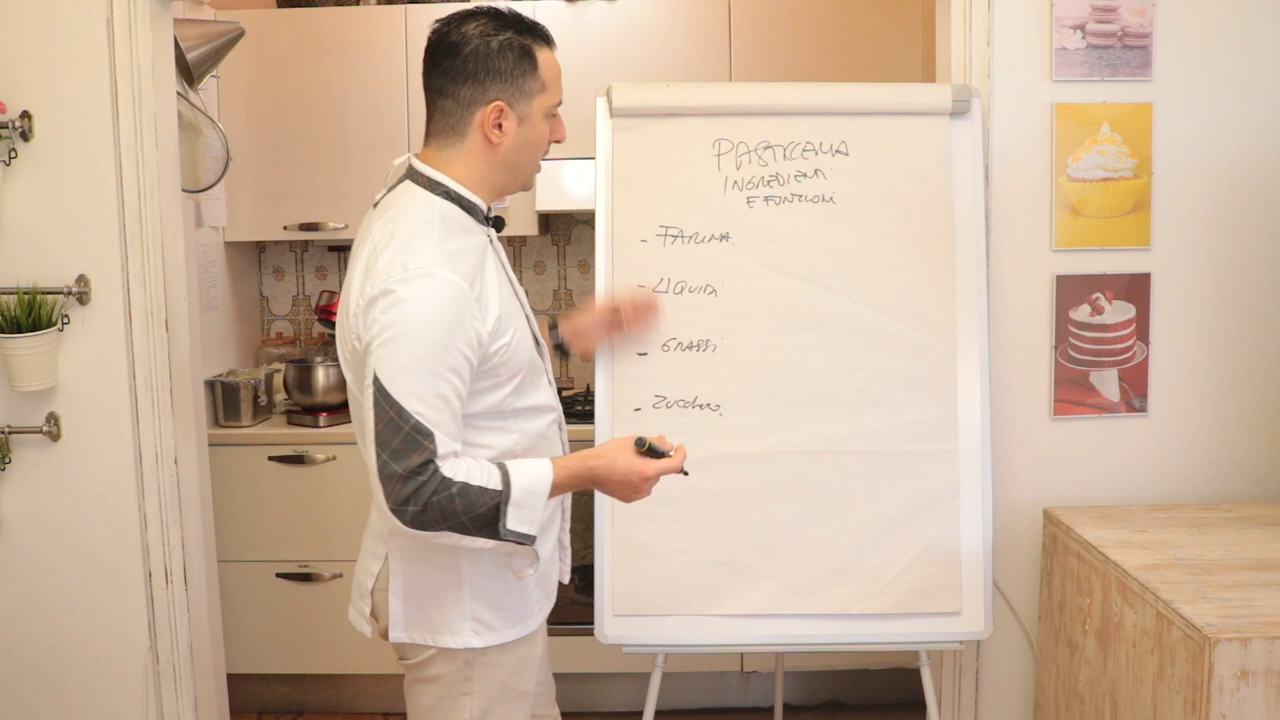 PASTICCERIA
INGREDIENTI
E FUNZIONI
- FARINA.
- LIQUIDI
- GRASSI
- Zucchero.